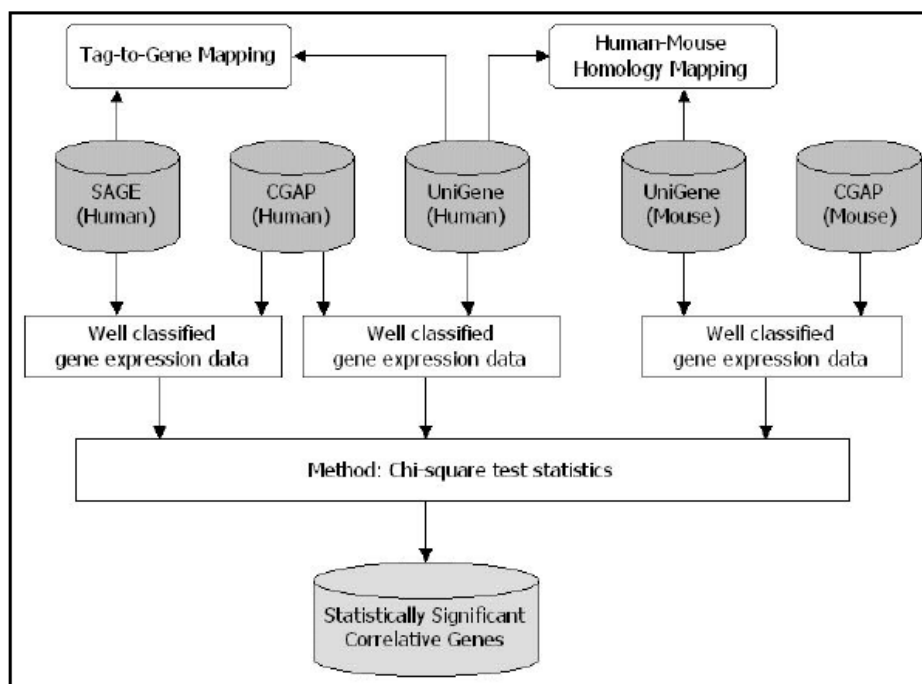 Tag-to-Gene Mapping
Human-Mouse
Homology Mapping
SAGE
(Human)
CGAP
(Human)
UniGene
(Human)
UniGene
(Mouse)
CGAP
(Mouse)
Well classified
gene expression data
Well classified
gene expression data
Well classified
gene expression data
Method: Chi-square test statistics
Statistically Significant
Correlative Genes